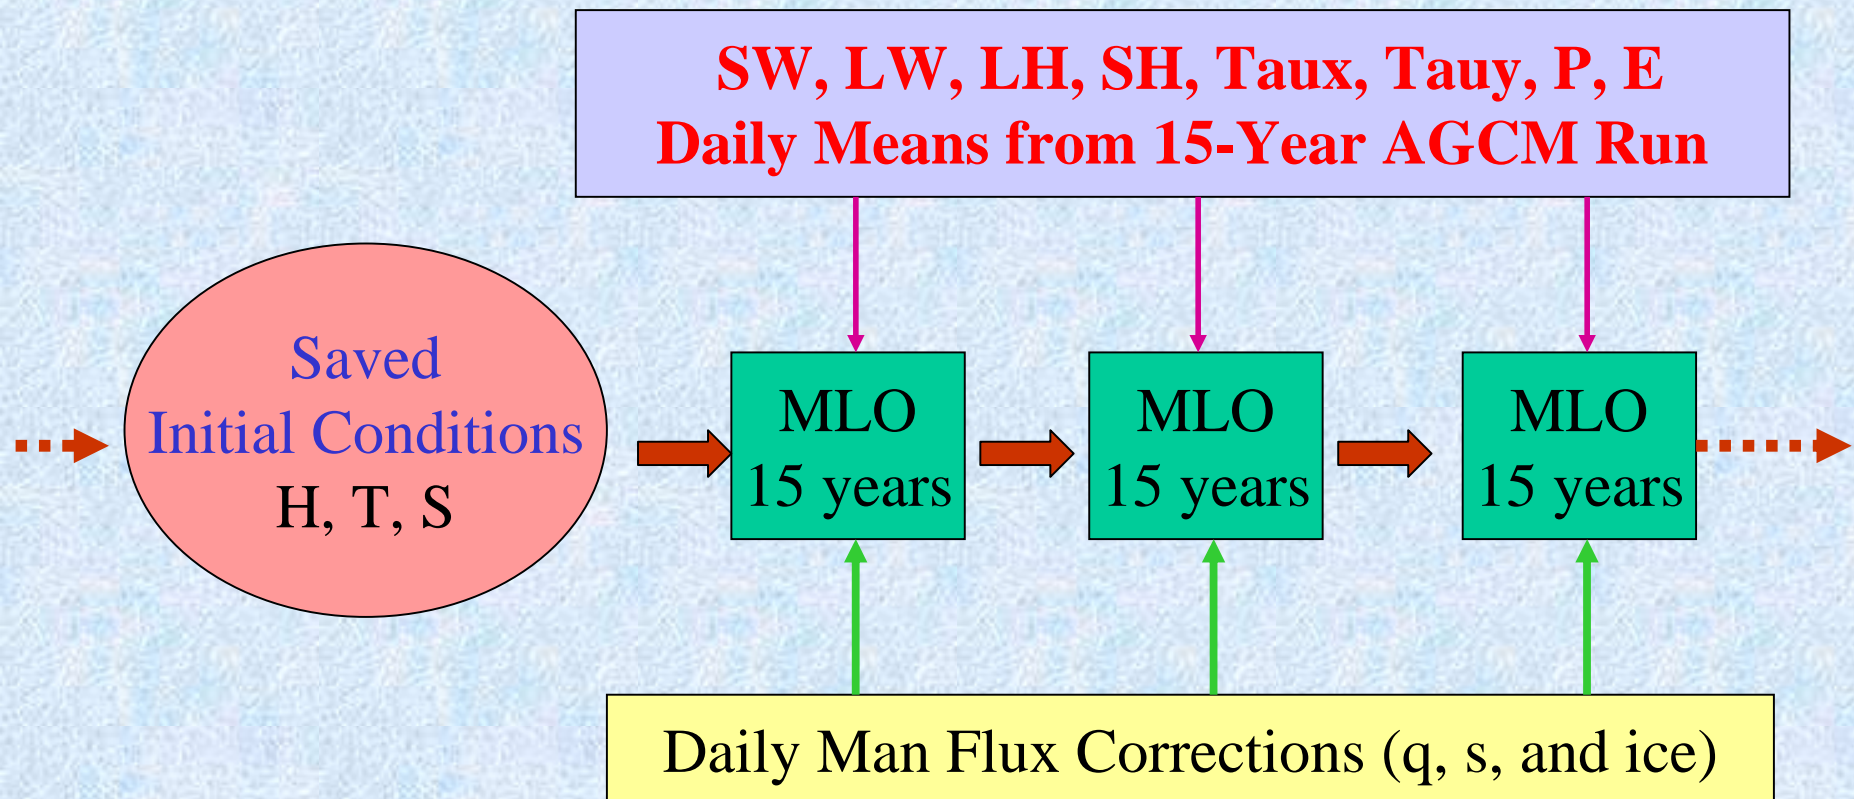 SW, LW, LH, SH, Taux, Tauy, P, E
Daily Means from 15-Year AGCM Run
Saved
Initial Conditions
H, T, S
MLO
15 years
MLO
15 years
MLO
15 years
Daily Man Flux Corrections (q, s, and ice)